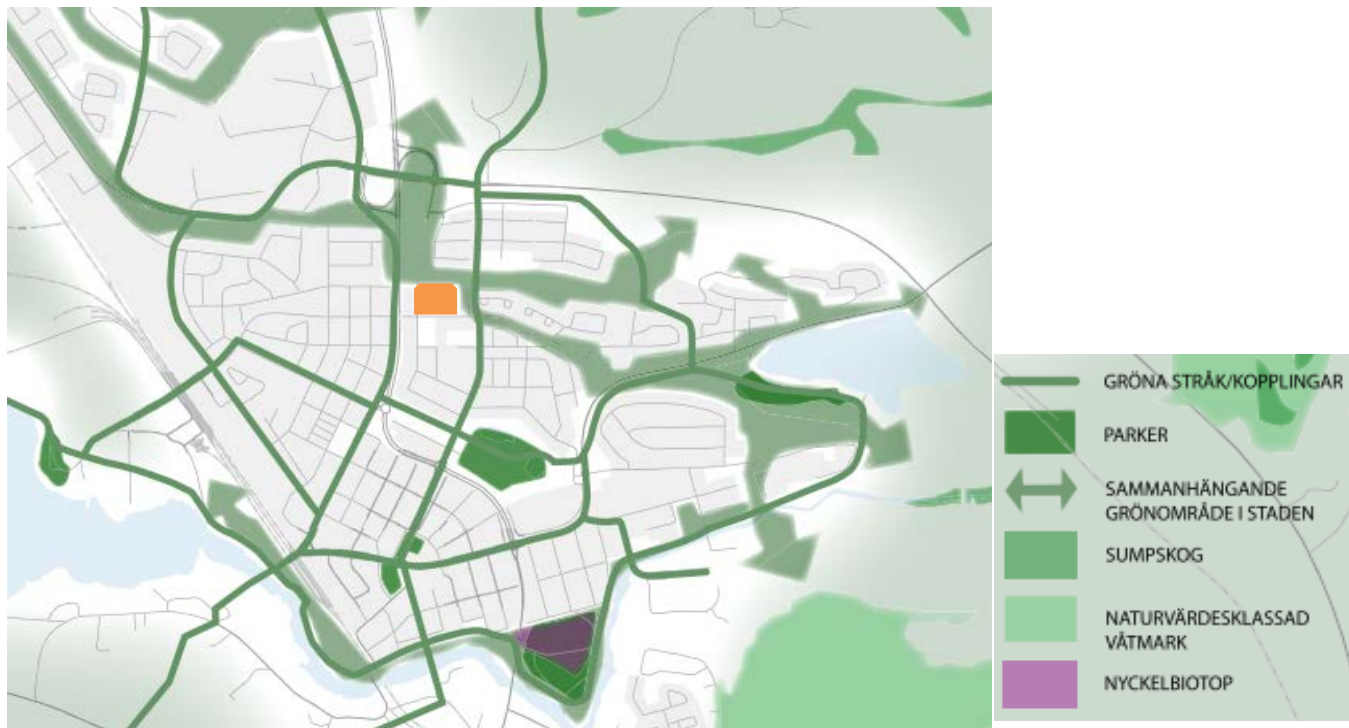 GRÖNA STRÅK/KOPPLINGAR
PARKER
SAMMANHÄNGANDE
GRÖNOMRÅDE I STADEN
SUMPSKOG
NATURVÄRDESKLASSAD
VÅTMARK
NYCKELBIOTOP